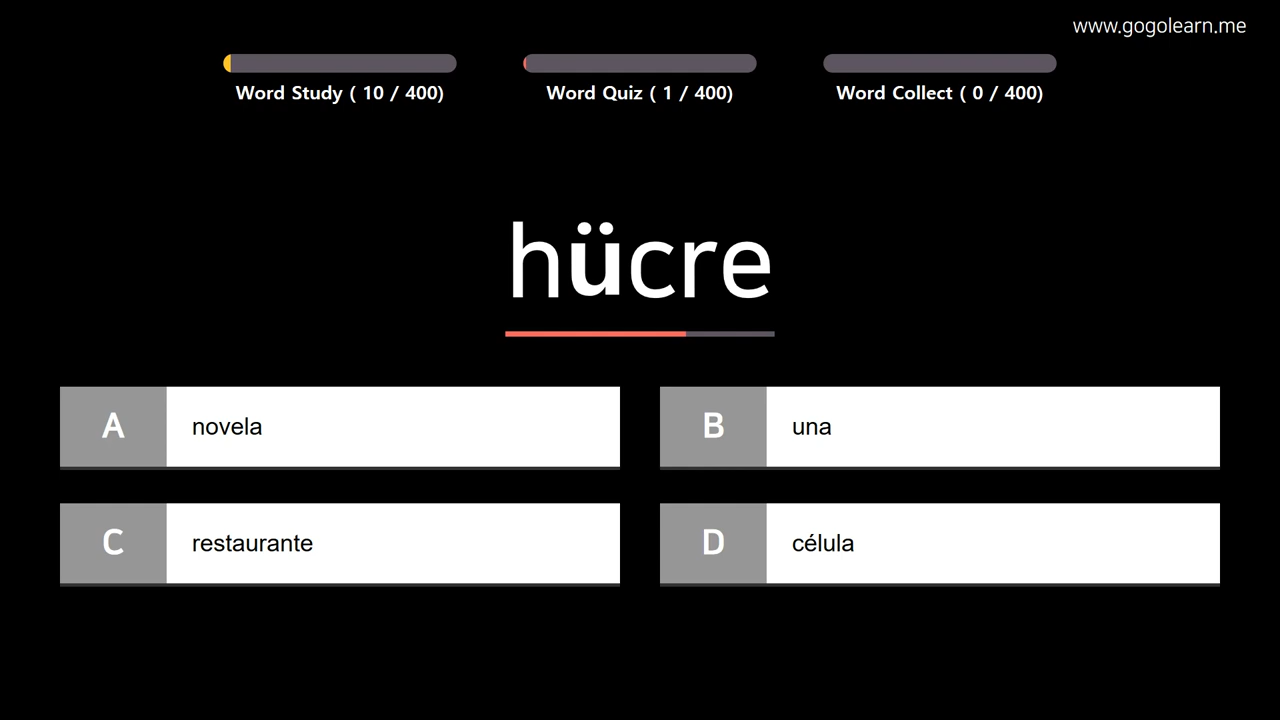 www.gogolearn.me
Word Study ( 10 / 400)
Word Quiz ( 1 / 400)
Word Collect ( 0 / 400)
hücre
A novela
B una
C restaurante
D célula